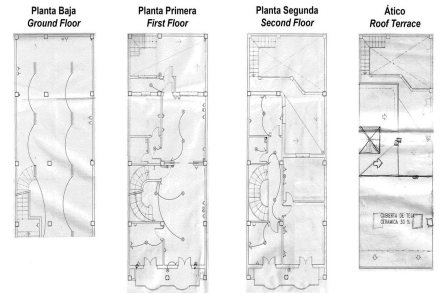 Planta Baja
Ground Floor
Planta Primera
First Floor
Planta Segunda
Second Floor
Ático
Roof Terrace
CUBIERTA DE TEJA
CERAMICA 30 %